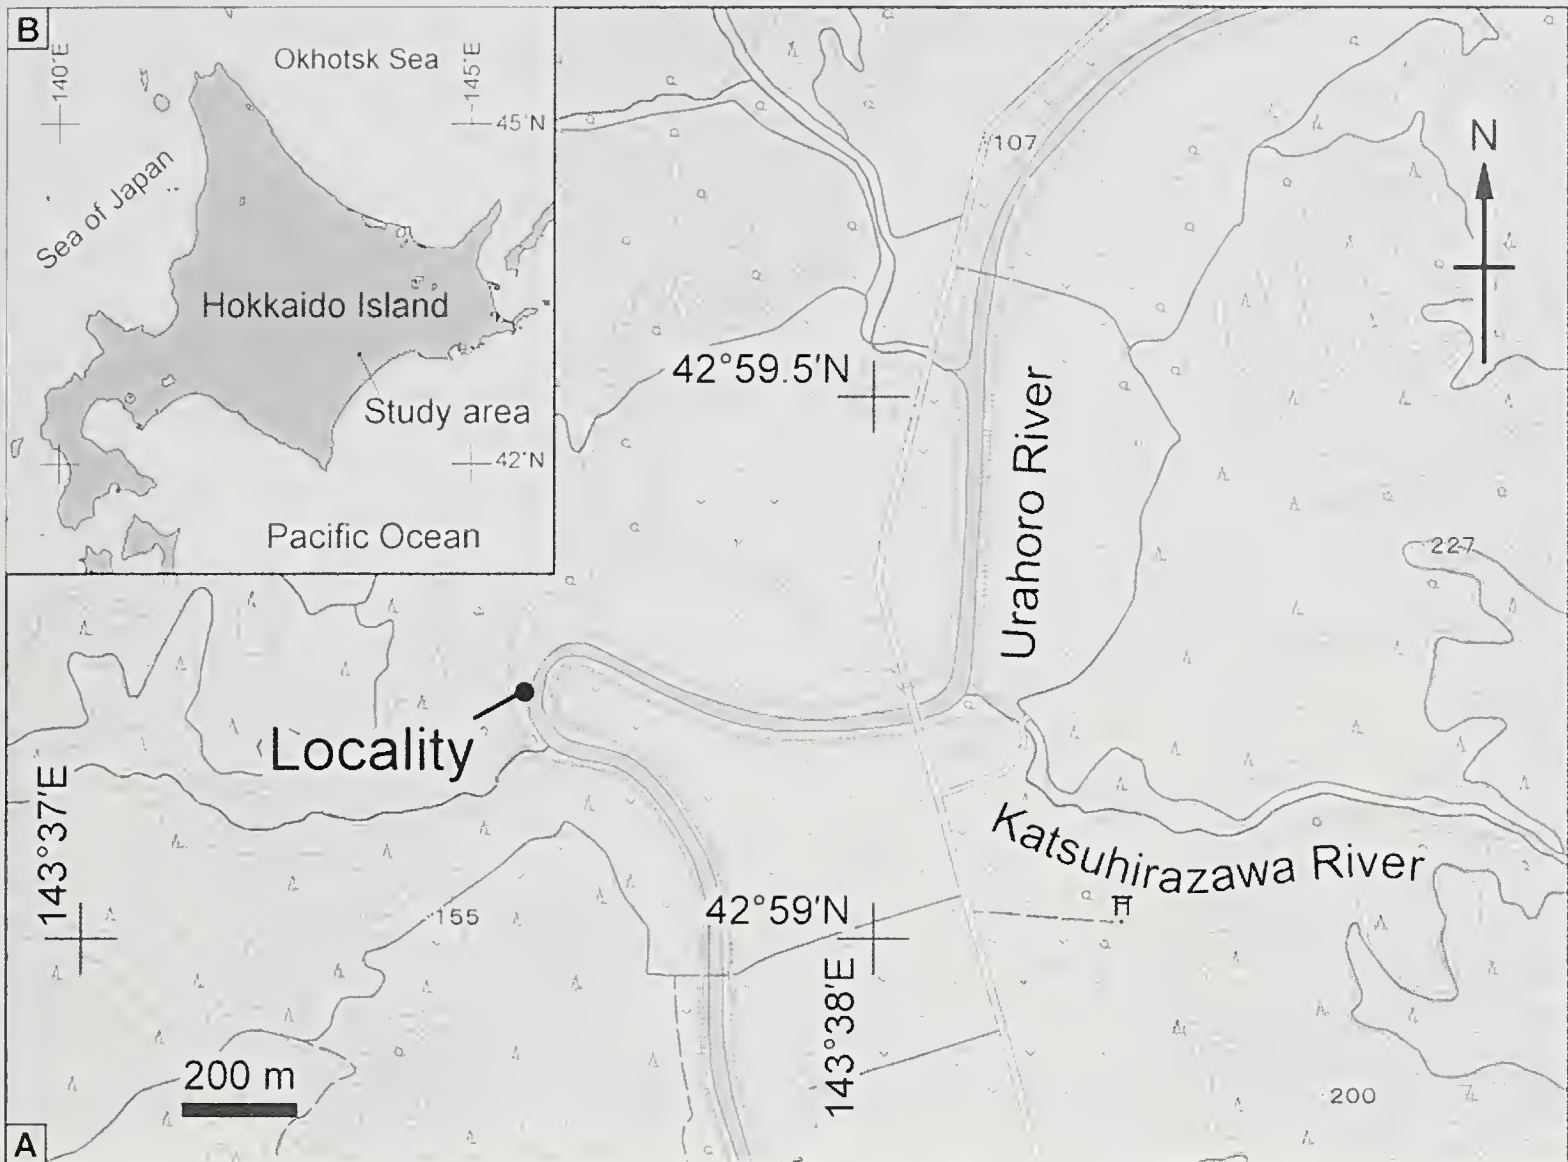 B
Okhotsk Sea
140°E
145°E
45°N
Sea of Japan
Hokkaido Island
Study area
42°N
Pacific Ocean
107
N
42°59.5'N
Urahoro River
227
Locality
143°37'E
Katsuhirazawa River
155
42°59'N
143°38'E
200 m
200
A